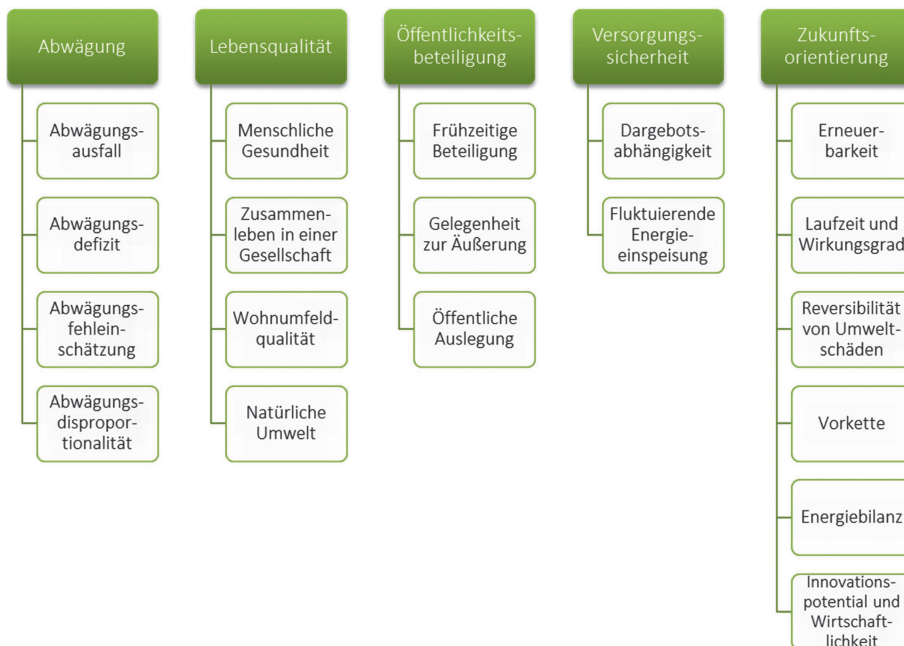 Abwägung
Abwägungs-
ausfall
Abwägungs-
defizit
Abwägungs-
fehlein-
schätzung
Abwägungs-
dispropor-
tionalität
Lebensqualität
Menschliche
Gesundheit
Zusammen-
leben in einer
Gesellschaft
Wohnumfeld-
qualität
Natürliche
Umwelt
Öffentlichkeits-
beteiligung
Frühzeitige
Beteiligung
Gelegenheit
zur Äußerung
Öffentliche
Auslegung
Versorgungs-
sicherheit
Dargebots-
abhängigkeit
Fluktuierende
Energie-
einspeisung
Zukunfts-
orientierung
Erneuer-
barkeit
Laufzeit und
Wirkungsgrad
Reversibilität
von Umwelt-
schäden
Vorkette
Energiebilanz
Innovations-
potential und
Wirtschaft-
lichkeit